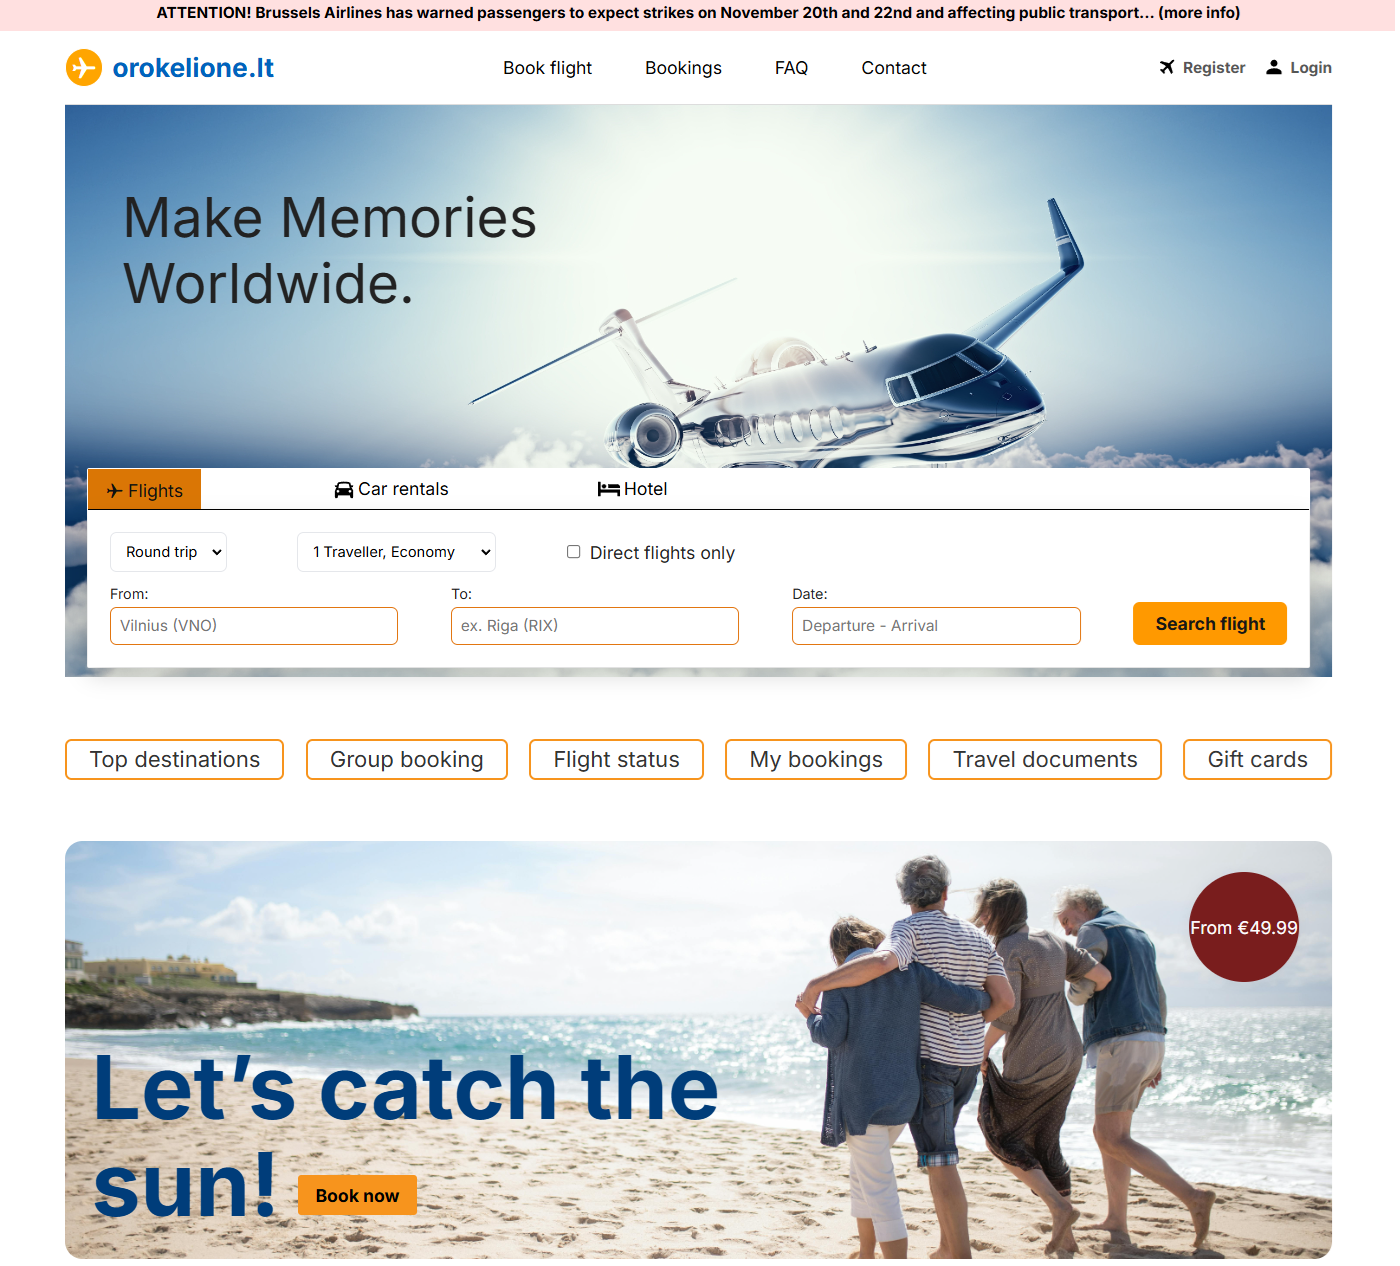 ATTENTION! Brussels Airlines has warned passengers to expect strikes on November 20th and 22nd and affecting public transport... (more info)
orokelione.lt
Book flight
Bookings
FAQ
Contact
Register
Login
Make Memories
Worldwide.
Flights
Car rentals
Hotel
Round trip
1 Traveller, Economy
Direct flights only
From:
To:
Date:
Vilnius (VNO)
ex. Riga (RIX)
Departure - Arrival
Search flight
Top destinations
Group booking
Flight status
My bookings
Travel documents
Gift cards
From €49.99
Let’s catch the
sun!
Book now